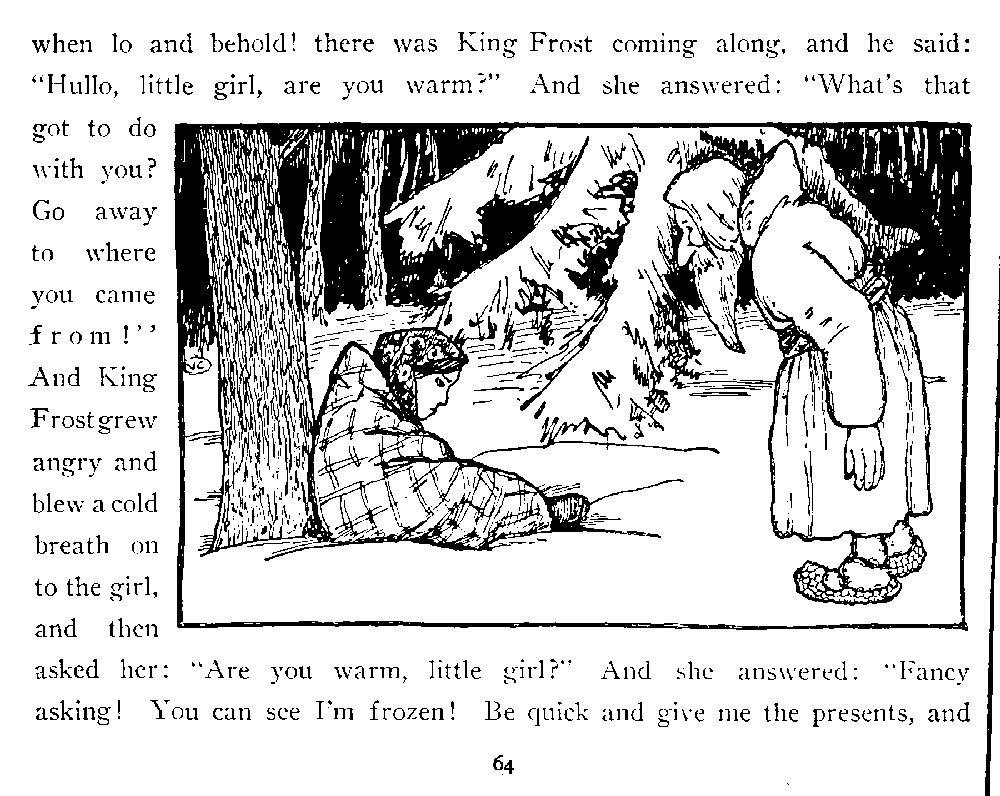 when lo and behold! there was King Frost coming along, and he said:
"Hullo, little girl, are you warm?" And she answered: "What's that
got to do
with you?
Go away
to where
you came
from!''
And King
Frost grew
angry and
blew a cold
breath on
to the girl,
and then
asked her: "Are you warm, little girl?" And she answered: "Fancy
asking! You can see I'm frozen! Be quick and give me the presents, and
64